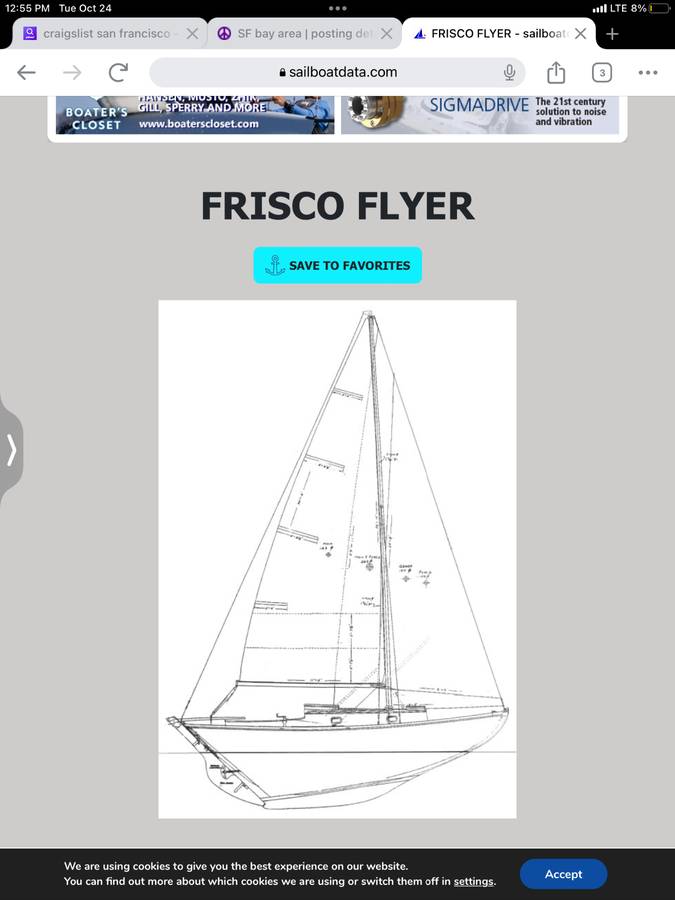 12:55 PM Tue Oct 24
LTE 8%
craigslist san francisco -
SF bay area | posting det
FRISCO FLYER - sailboat
sailboatdata.com
3
BOATER'S
CLOSET
HANSEN, MUSTO, ZHIK,
GILL, SPERRY AND MORE
www.boaterscloset.com
SIGMADRIVE
The 21st century
solution to noise
and vibration
FRISCO FLYER
SAVE TO FAVORITES
We are using cookies to give you the best experience on our website.
You can find out more about which cookies we are using or switch them off in settings.
Accept